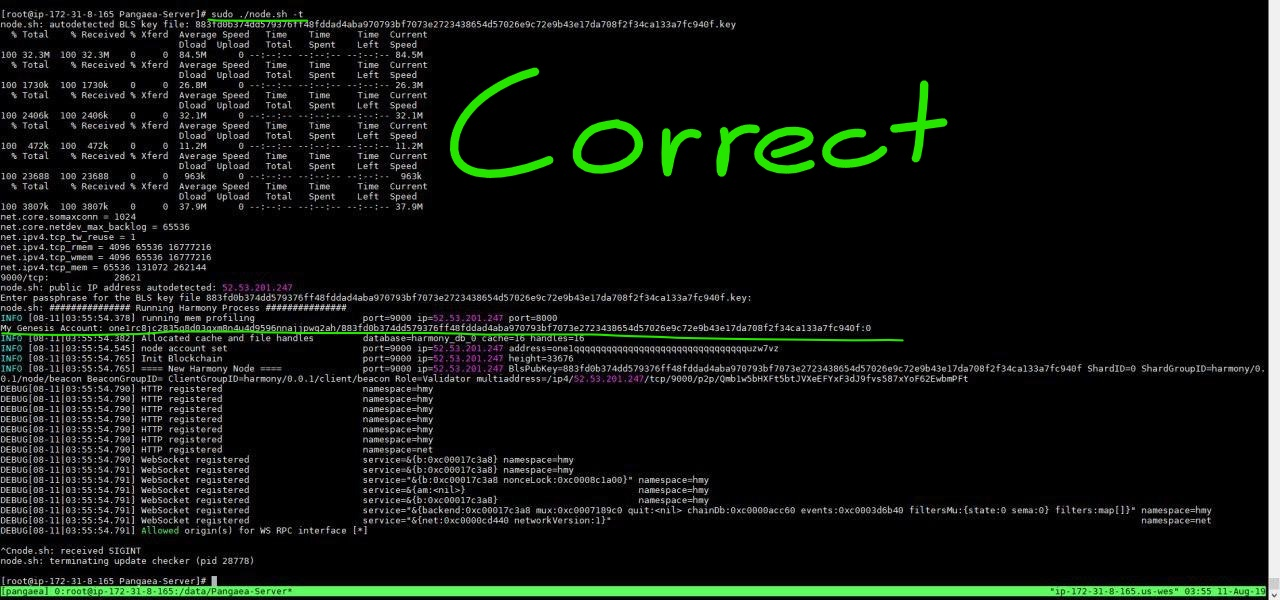 [root@ip-172-31-8-165 Pangaea-Server]# sudo ./node.sh -t
node.sh: autodetected BLS key file: 883fd0b374dd579376ff48fddad4aba970793bf7073e2723438654d57026e9c72e9b43e17da708f2f34ca133a7fc940f.key
% Total % Received % Xferd Average Speed Time Time Time Current
Dload Upload Total Spent Left Speed
100 32.3M 100 32.3M 0 0 84.5M 0 --:--:-- --:--:-- --:--:-- 84.5M
% Total % Received % Xferd Average Speed Time Time Time Current
Dload Upload Total Spent Left Speed
100 1730k 100 1730k 0 0 26.8M 0 --:--:-- --:--:-- --:--:-- 26.3M
% Total % Received % Xferd Average Speed Time Time Time Current
Dload Upload Total Spent Left Speed
100 2406k 100 2406k 0 0 32.1M 0 --:--:-- --:--:-- --:--:-- 32.1M
% Total % Received % Xferd Average Speed Time Time Time Current
Dload Upload Total Spent Left Speed
100 472k 100 472k 0 0 11.2M 0 --:--:-- --:--:-- --:--:-- 11.2M
% Total % Received % Xferd Average Speed Time Time Time Current
Dload Upload Total Spent Left Speed
100 23688 100 23688 0 0 963k 0 --:--:-- --:--:-- --:--:-- 963k
% Total % Received % Xferd Average Speed Time Time Time Current
Dload Upload Total Spent Left Speed
100 3807k 100 3807k 0 0 37.9M 0 --:--:-- --:--:-- --:--:-- 37.9M
Correct
net.core.somaxconn = 1024
net.core.netdev_max_backlog = 65536
net.ipv4.tcp_tw_reuse = 1
net.ipv4.tcp_rmem = 4096 65536 16777216
net.ipv4.tcp_wmem = 4096 65536 16777216
net.ipv4.tcp_mem = 65536 131072 262144
9000/tcp: 28621
node.sh: public IP address autodetected: 52.53.201.247
Enter passphrase for the BLS key file 883fd0b374dd579376ff48fddad4aba970793bf7073e2723438654d57026e9c72e9b43e17da708f2f34ca133a7fc940f.key:
node.sh: ############### Running Harmony Process ###############
INFO [08-11|03:55:54.378] running mem profiling port=9000 ip=52.53.201.247 port=8000
My Genesis Account: /883fd0b374dd579376ff48fddad4aba970793bf7073e2723438654d57026e9c72e9b43e17da708f2f34ca133a7fc940f:0
INFO [08-11|03:55:54.382] Allocated cache and file handles database=harmony_db_0 cache=16 handles=16
INFO [08-11|03:55:54.542] node account set port=9000 ip=52.53.201.247
INFO [08-11|03:55:54.765] Init Blockchain port=9000 ip=52.53.201.247 height=33676
INFO [08-11|03:55:54.765] ==== New Harmony Node ==== port=9000 ip=52.53.201.247 BlsPubKey=883fd0b374dd579376ff48fddad4aba970793bf7073e2723438654d57026e9c72e9b43e17da708f2f34ca133a7fc940f ShardID=0 ShardGroupID=harmony/0.
0.1/node/beacon BeaconGroupID= ClientGroupID=harmony/0.0.1/client/beacon Role=Validator multiaddress=/ip4/52.53.201.247/tcp/9000/p2p/Qmb1w5bHXFt5btJVXeEFYxF3dJ9fvs587xYoF62EwbmPFt
DEBUG[08-11|03:55:54.790] HTTP registered namespace=hmy
DEBUG[08-11|03:55:54.790] HTTP registered namespace=hmy
DEBUG[08-11|03:55:54.790] HTTP registered namespace=hmy
DEBUG[08-11|03:55:54.790] HTTP registered namespace=hmy
DEBUG[08-11|03:55:54.790] HTTP registered namespace=hmy
DEBUG[08-11|03:55:54.790] HTTP registered namespace=hmy
DEBUG[08-11|03:55:54.790] HTTP registered namespace=net
DEBUG[08-11|03:55:54.790] WebSocket registered service=&{b:0xc00017c3a8} namespace=hmy
DEBUG[08-11|03:55:54.791] WebSocket registered service=&{b:0xc00017c3a8} namespace=hmy
DEBUG[08-11|03:55:54.791] WebSocket registered service="&{b:0xc00017c3a8 nonceLock:0xc0008c1a00}" namespace=hmy
DEBUG[08-11|03:55:54.791] WebSocket registered service=&{am:<nil>} namespace=hmy
DEBUG[08-11|03:55:54.791] WebSocket registered service=&{b:0xc00017c3a8} namespace=hmy
DEBUG[08-11|03:55:54.791] WebSocket registered service="&{backend:0xc00017c3a8 mux:0xc0007189c0 quit:<nil> chainDb:0xc0000acc60 events:0xc0003d6b40 filtersMu:{state:0 sema:0} filters:map[]}" namespace=hmy
DEBUG[08-11|03:55:54.791] WebSocket registered service="&{net:0xc0000cd440 networkVersion:1}" namespace=net
DEBUG[08-11|03:55:54.791] Allowed origin(s) for WS RPC interface [*]
^Cnode.sh: received SIGINT
node.sh: terminating update checker (pid 28778)
[root@ip-172-31-8-165 Pangaea-Server]#
[pangaea] 0:root@ip-172-31-8-165:/data/Pangaea-Server* "ip-172-31-8-165.us-wes" 03:55 11-Aug-19